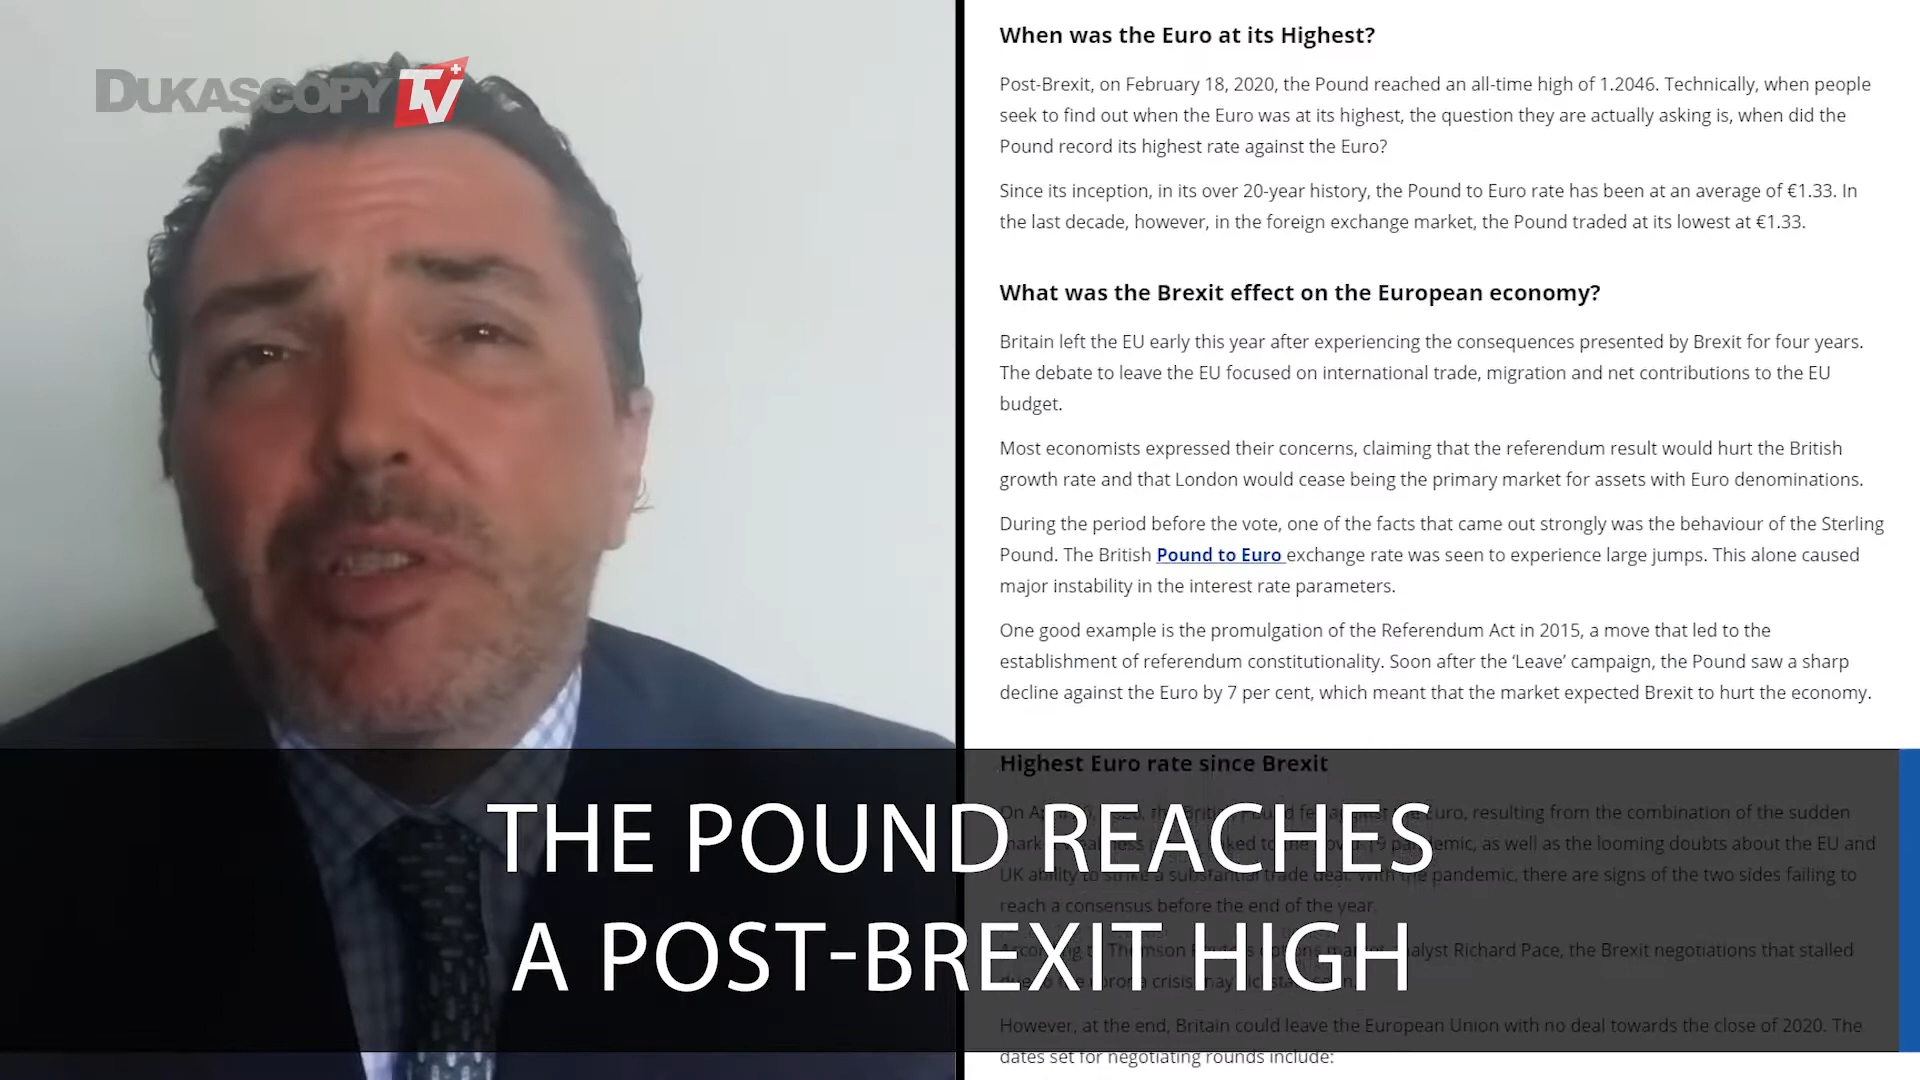 DUKASCOPY TV
When was the Euro at its Highest?
Post-Brexit, on February 18, 2020, the Pound reached an all-time high of 1.2046. Technically, when people
seek to find out when the Euro was at its highest, the question they are actually asking is, when did the
Pound record its highest rate against the Euro?
Since its inception, in its over 20-year history, the Pound to Euro rate has been at an average of €1.33. In
the last decade, however, in the foreign exchange market, the Pound traded at its lowest at €1.33.
What was the Brexit effect on the European economy?
Britain left the EU early this year after experiencing the consequences presented by Brexit for four years.
The debate to leave the EU focused on international trade, migration and net contributions to the EU
budget.
Most economists expressed their concerns, claiming that the referendum result would hurt the British
growth rate and that London would cease being the primary market for assets with Euro denominations.
During the period before the vote, one of the facts that came out strongly was the behaviour of the Sterling
Pound. The British Pound to Euro exchange rate was seen to experience large jumps. This alone caused
major instability in the interest rate parameters.
One good example is the promulgation of the Referendum Act in 2015, a move that led to the
establishment of referendum constitutionality. Soon after the ‘Leave’ campaign, the Pound saw a sharp
decline against the Euro by 7 per cent, which meant that the market expected Brexit to hurt the economy.
Highest Euro rate since Brexit
Euro, resulting from the combination of the sudden
pandemic, as well as the looming doubts about the EU and
UK ability to strike a substantial trade deal. With the pandemic, there are signs of the two sides failing to
reach a consensus before the end of the year.
analyst Richard Pace, the Brexit negotiations that stalled
crisis may
However, at the end, Britain could leave the European Union with no deal towards the close of 2020. The
dates set for negotiating rounds include:
THE POUND REACHES
A POST-BREXIT HIGH